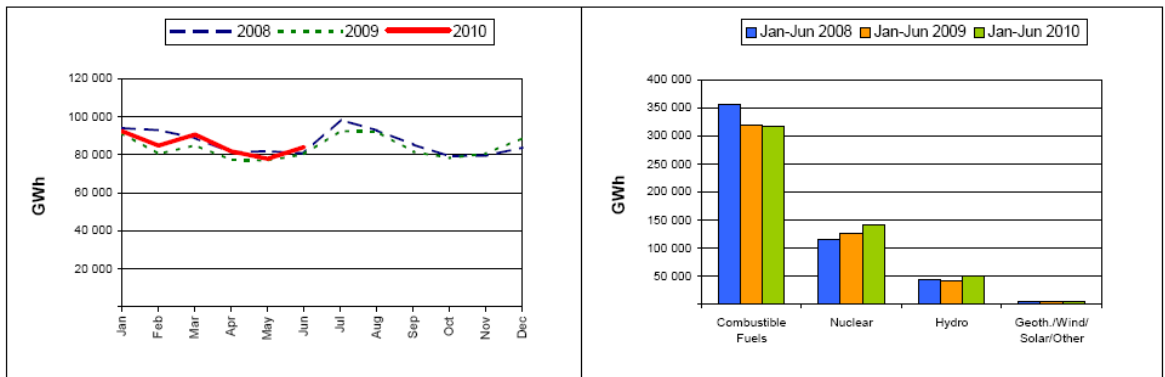 2008 2009 2010
120 000
100 000
80 000
60 000
40 000
20 000
GWh
Jan Feb Mar Apr May Jun Jul Aug Sep Oct Nov Dec
Jan-Jun 2008 Jan-Jun 2009 Jan-Jun 2010
400 000
350 000
300 000
250 000
200 000
150 000
100 000
50 000
GWh
Combustible Nuclear Hydro Geoth./Wind/
Fuels Solar/Other